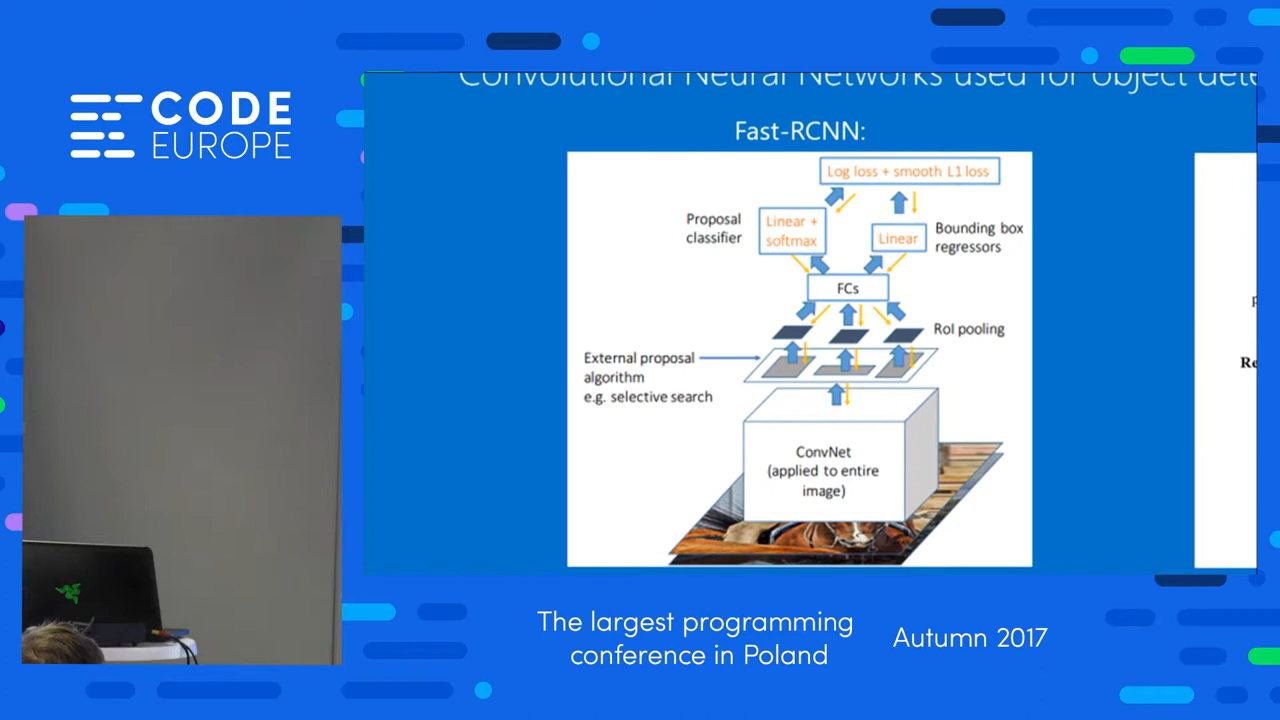 CODE
EUROPE
Convolutional Neural Networks used for object dete
Fast-RCNN:
Log loss + smooth L1 loss
Proposal
classifier
Linear +
softmax
Linear
Bounding box
regressors
FCs
RoI pooling
External proposal
algorithm
e.g. selective search
ConvNet
(applied to entire
image)
Re
The largest programming
conference in Poland
Autumn 2017